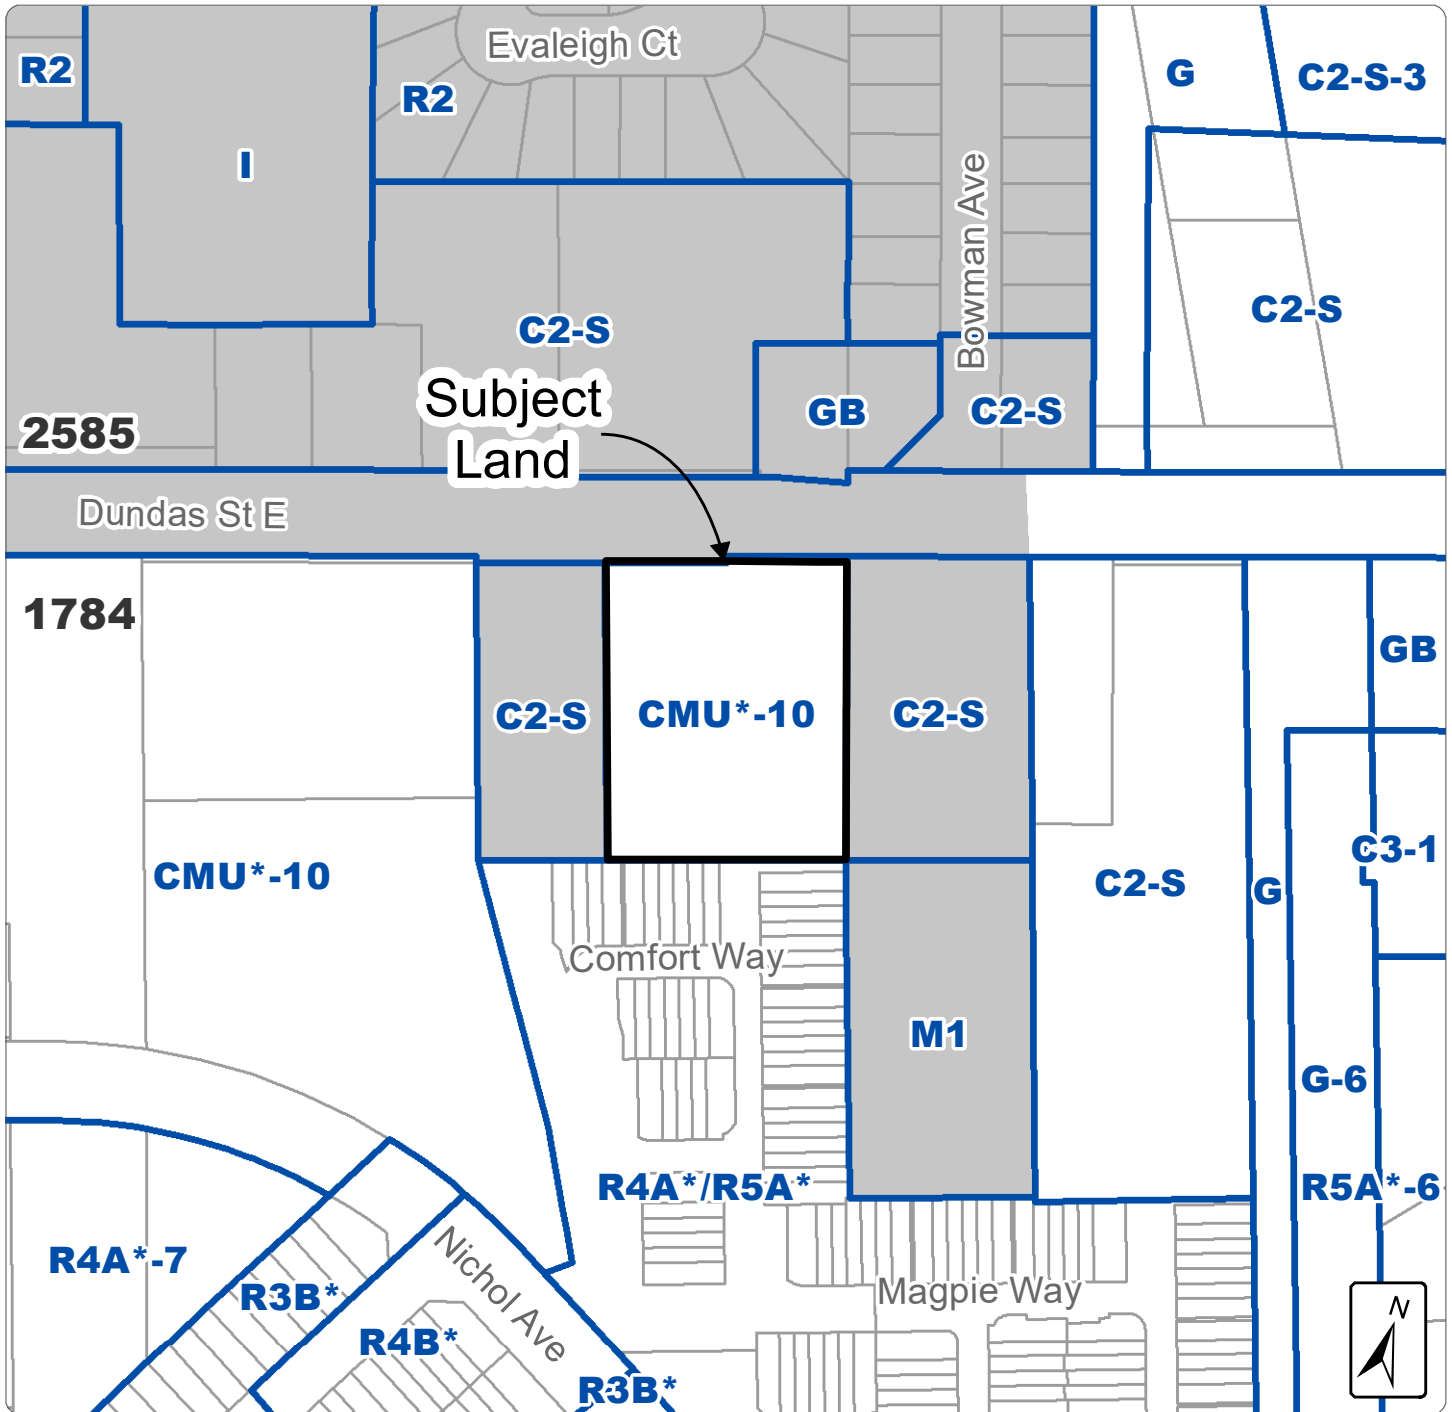 Evaleigh Ct
R2
R2
G
C2-S-3
I
Bowman Ave
C2-S
C2-S
Subject
Land
GB
C2-S
2585
Dundas St E
1784
GB
C2-S
CMU*-10
C2-S
C3-1
CMU*-10
C2-S
G
Comfort Way
M1
G-6
R4A*/R5A*
R5A*-6
R4A*-7
Nichol Ave
R3B*
Magpie Way
N
R4B*
R3B*